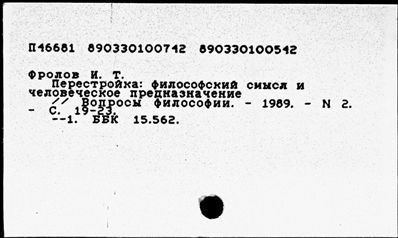 П46681 890330100742 890330100542
Фролов И. Т.
Перестройка: философский смысл и
человеческое предназначение
// Вопросы философии. - 1989. - N 2.
- С. 19-23.
--1. ББК 15.562.